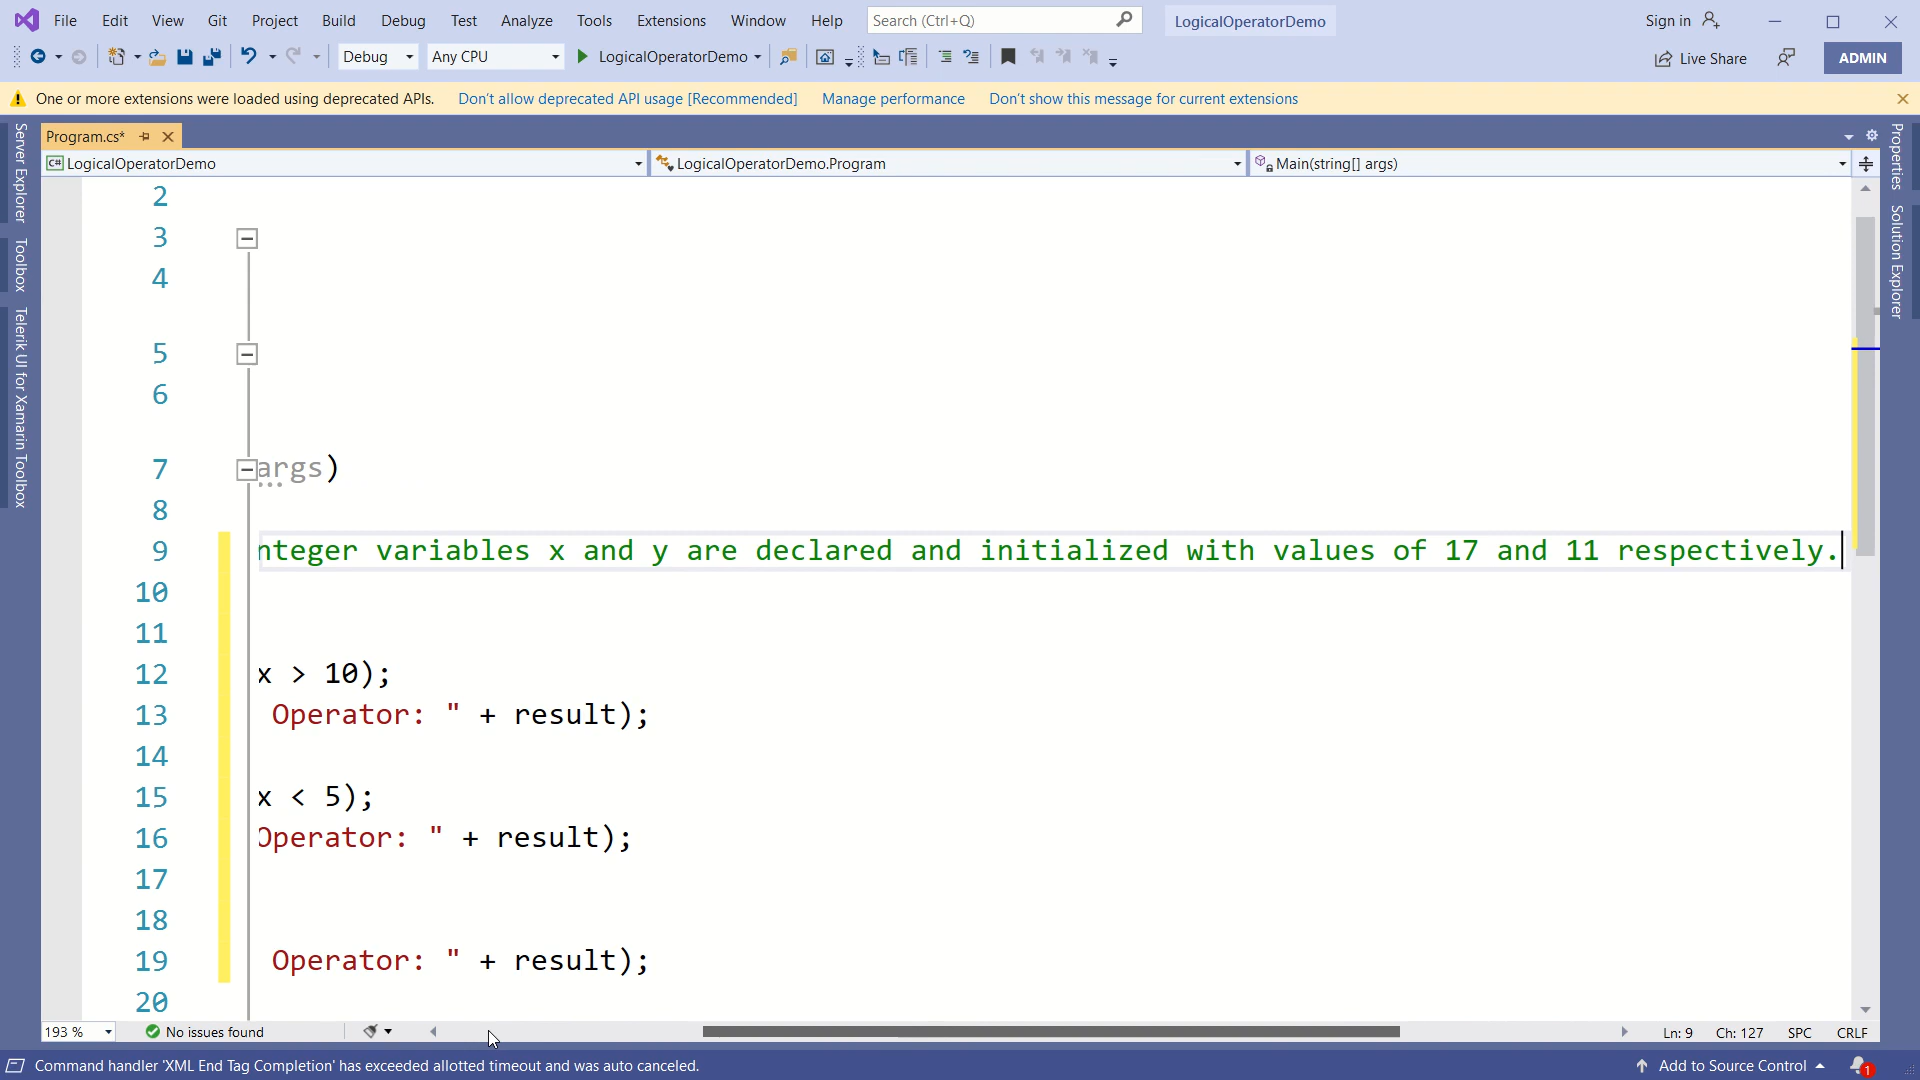 File Edit View Git Project Build Debug Test Analyze Tools Extensions Window Help Search (Ctrl+Q) LogicalOperatorDemo Sign in
Debug Any CPU LogicalOperatorDemo Live Share ADMIN
One or more extensions were loaded using deprecated APIs. Don't allow deprecated API usage [Recommended] Manage performance Don't show this message for current extensions
Server Explorer
Toolbox
Telerik UI for Xamarin Toolbox
Program.cs*
C# LogicalOperatorDemo LogicalOperatorDemo.Program Main(string[] args)
2
3
4
5
6
7 args)
8
9 nteger variables x and y are declared and initialized with values of 17 and 11 respectively.
10
11
12 x > 10);
13 Operator: " + result);
14
15 x < 5);
16 Operator: " + result);
17
18
19 Operator: " + result);
20
Properties
Solution Explorer
193 % No issues found Ln: 9 Ch: 127 SPC CRLF
Command handler 'XML End Tag Completion' has exceeded allotted timeout and was auto canceled. Add to Source Control 1